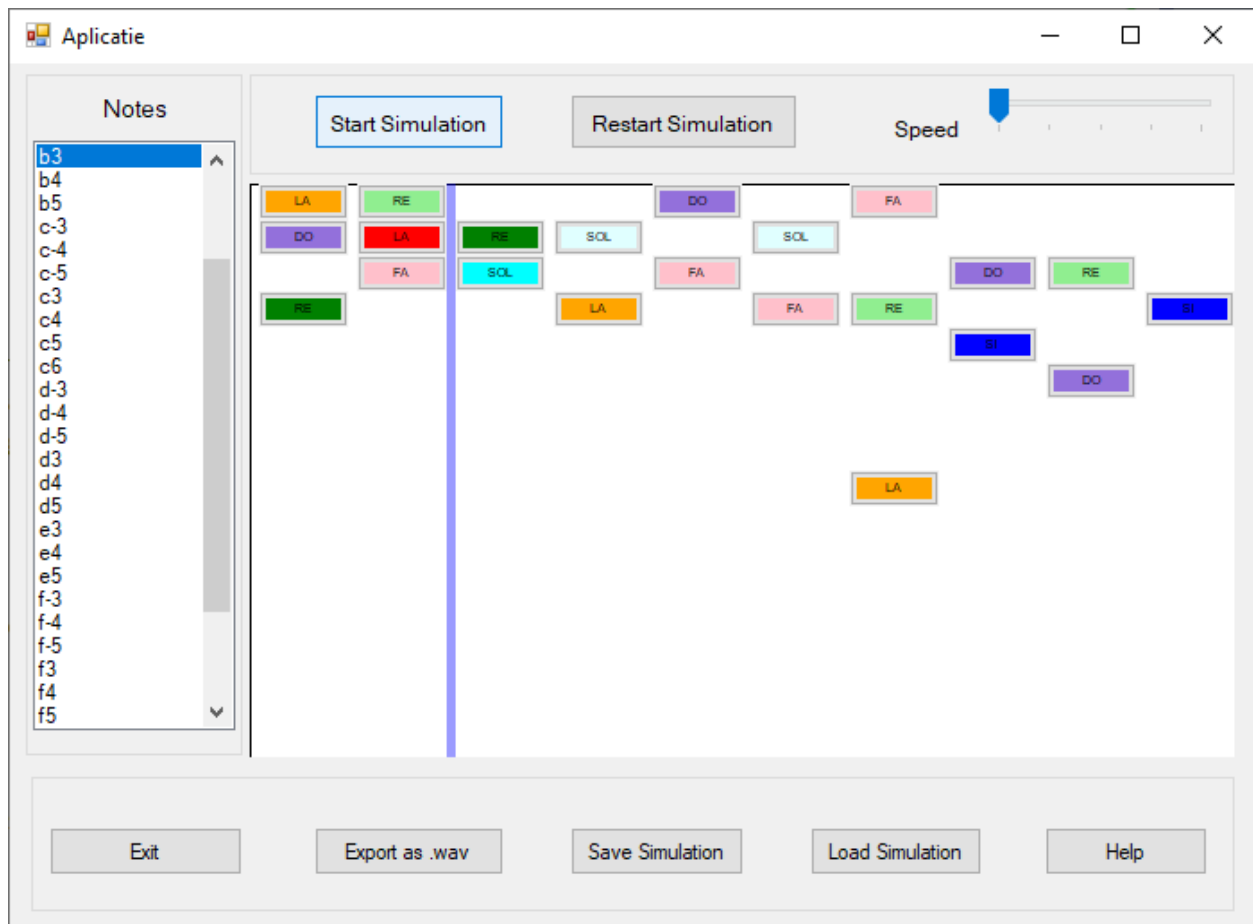 Aplicatie
Notes
Start Simulation
Restart Simulation
Speed
b3
b4
b5
c-3
c-4
c-5
c3
c4
c5
c6
d-3
d-4
d-5
d3
d4
d5
e3
e4
e5
f-3
f-4
f-5
f3
f4
f5
LA RE DO FA
DO LA RE SOL SOL
FA SOL FA DO RE
RE LA FA RE SI
SI
DO
LA
Exit
Export as .wav
Save Simulation
Load Simulation
Help